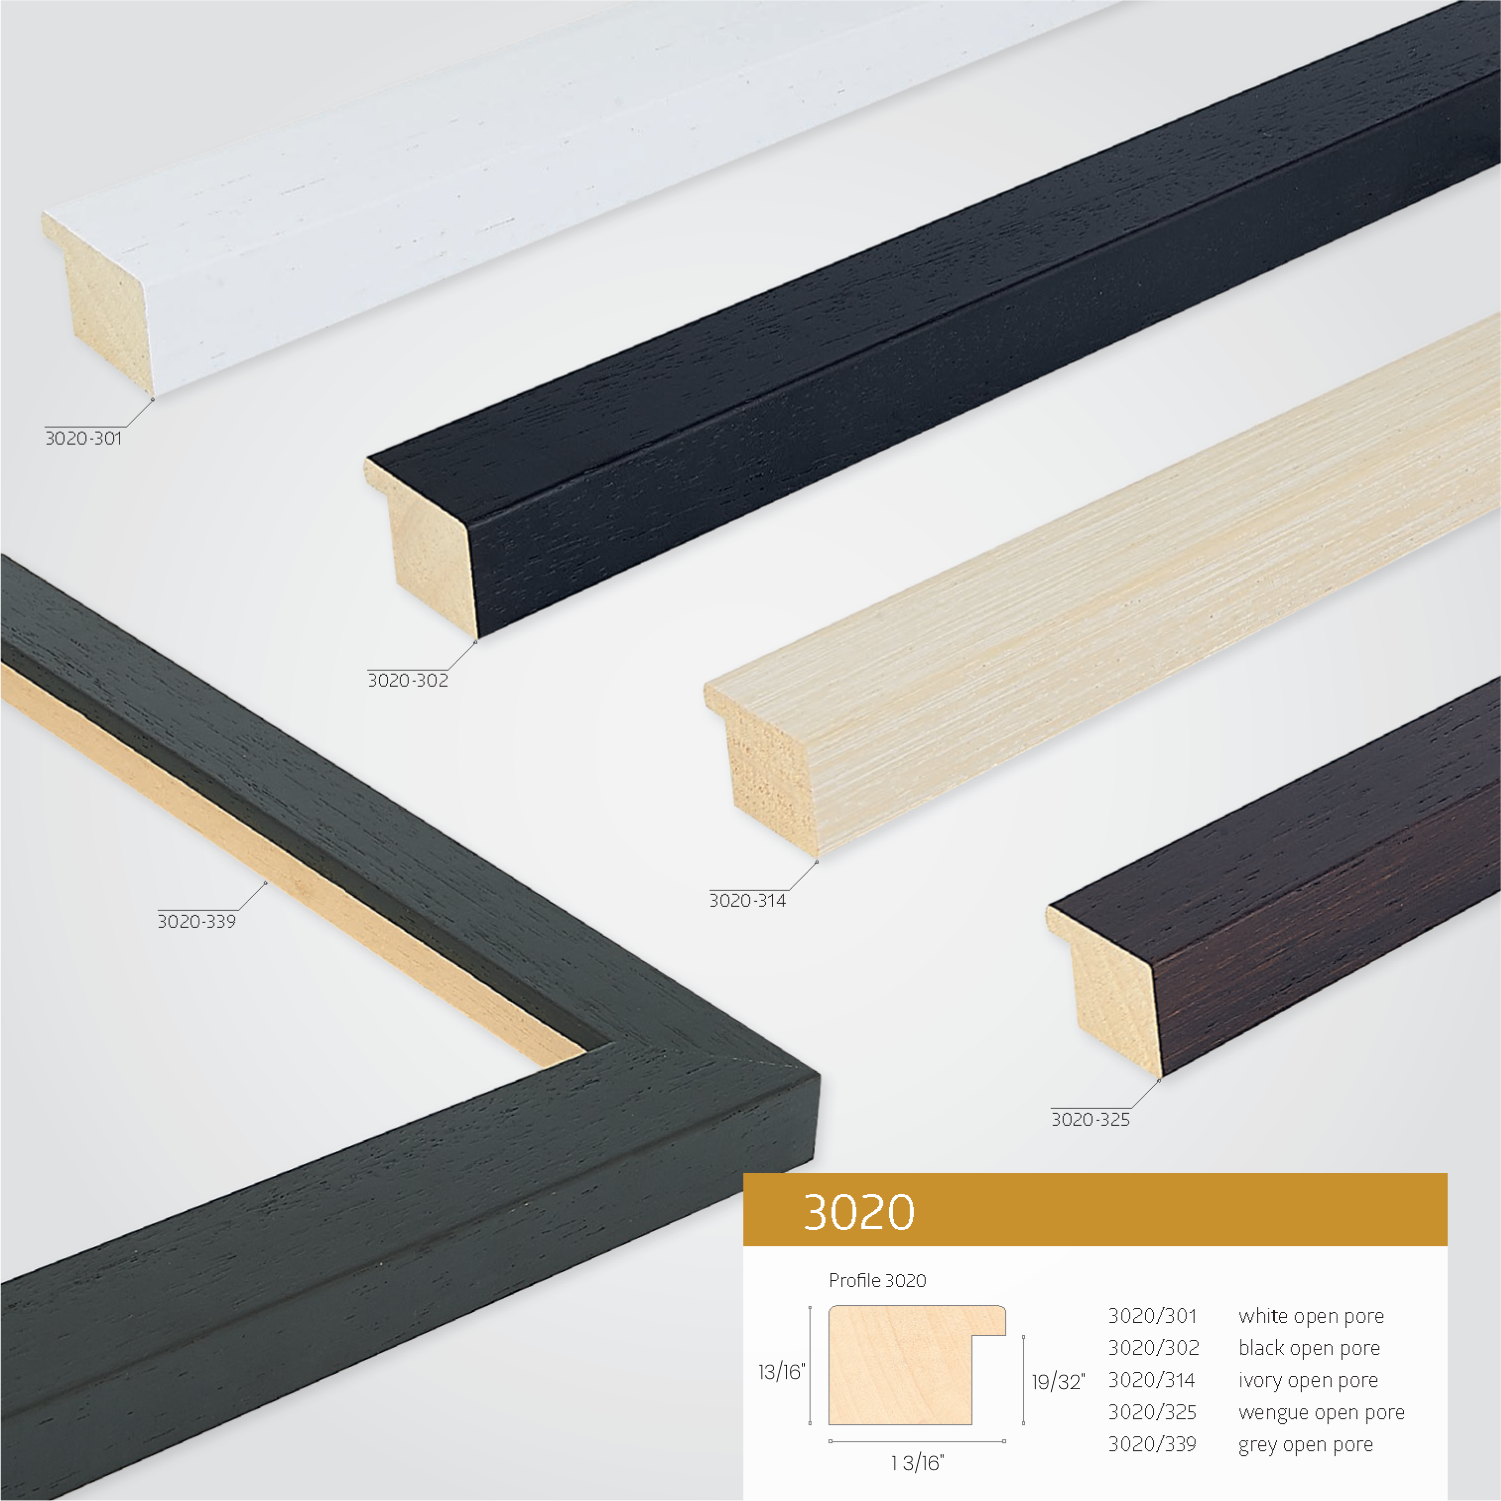 3020-301
3020-302
3020-314
3020-339
3020-325
3020
Profile 3020
13/16"
19/32"
1 3/16"
3020/301 white open pore
3020/302 black open pore
3020/314 ivory open pore
3020/325 wengue open pore
3020/339 grey open pore